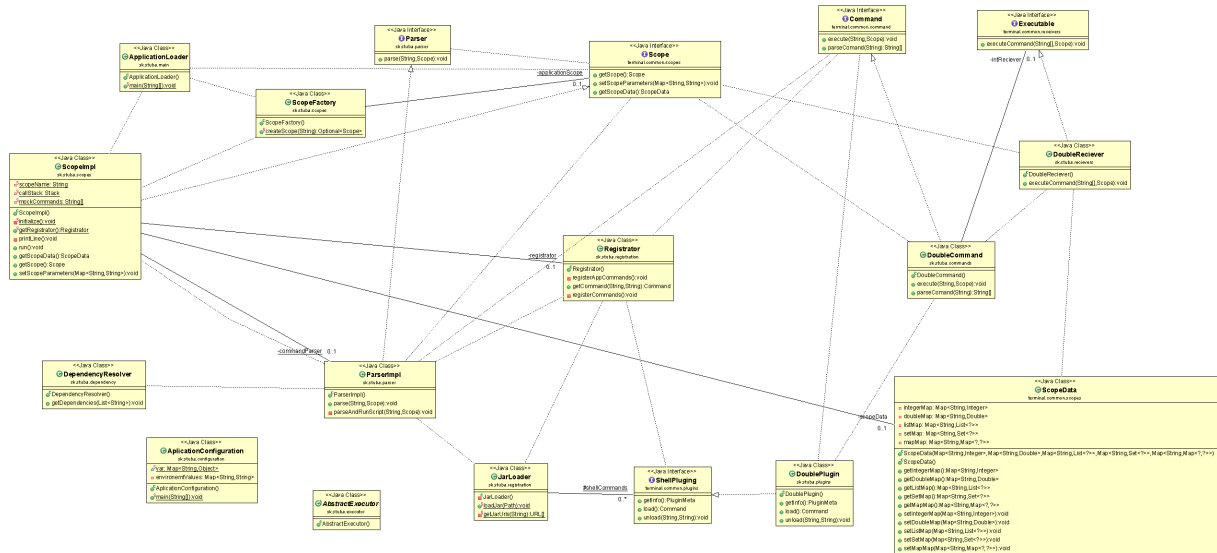 <<Java Interface>>
Command
terminal.common.command
execute(String,Scope):void
parseComand(String):String[]
<<Java Interface>>
Executable
terminal.common.recievers
executeCommand(String[],Scope):void
<<Java Interface>>
Parser
sk.stuba.parser
parse(String,Scope):void
<<Java Class>>
ApplicationLoader
sk.stuba.main
ApplicationLoader()
main(String[]):void
<<Java Interface>>
Scope
terminal.common.scopes
getScope():Scope
setScopeParameters(Map<String,String>):void
getScopeData():ScopeData
-applicationScope
0..1
-intReciever
0..1
<<Java Class>>
ScopeFactory
sk.stuba.scopes
ScopeFactory()
createScope(String):Optional<Scope>
<<Java Class>>
DoubleReciever
sk.stuba.recievers
DoubleReciever()
executeCommand(String[],Scope):void
<<Java Class>>
ScopeImpl
sk.stuba.scopes
scopeName: String
callStack: Stack
mockCommands: String[]
ScopeImpl()
initialize():void
getRegistrator():Registrator
printLine():void
run():void
getScopeData():ScopeData
getScope():Scope
setScopeParameters(Map<String,String>):void
<<Java Class>>
Registrator
sk.stuba.registration
Registrator()
registerAppCommands():void
getCommand(String,String):Command
registerCommands():void
-registrator
0..1
<<Java Class>>
DoubleCommand
sk.stuba.commands
DoubleCommand()
execute(String,Scope):void
parseComand(String):String[]
-commandParser
0..1
<<Java Class>>
DependencyResolver
sk.stuba.dependency
DependencyResolver()
getDependencies(List<String>):void
<<Java Class>>
ParserImpl
sk.stuba.parser
ParserImpl()
parse(String,Scope):void
parseAndRunScript(String,Scope):void
-scopeData
0..1
<<Java Class>>
ScopeData
terminal.common.scopes
integerMap: Map<String,Integer>
doubleMap: Map<String,Double>
listMap: Map<String,List<?>>
setMap: Map<String,Set<?>>
mapMap: Map<String,Map<?,?>>
ScopeData(Map<String,Integer>,Map<String,Double>,Map<String,List<?>>,Map<String,Set<?>>,Map<String,Map<?,?>>)
ScopeData()
getIntegerMap():Map<String,Integer>
getDoubleMap():Map<String,Double>
getListMap():Map<String,List<?>>
getSetMap():Map<String,Set<?>>
getMapMap():Map<String,Map<?,?>>
setIntegerMap(Map<String,Integer>):void
setDoubleMap(Map<String,Double>):void
setListMap(Map<String,List<?>>):void
setSetMap(Map<String,Set<?>>):void
setMapMap(Map<String,Map<?,?>>):void
<<Java Class>>
AplicationConfiguration
sk.stuba.configuration
var: Map<String,Object>
enviromentValues: Map<String,String>
AplicationConfiguration()
main(String[]):void
<<Java Class>>
AbstractExecutor
sk.stuba.executor
AbstractExecutor()
<<Java Class>>
JarLoader
sk.stuba.registration
JarLoader()
loadJar(Path):void
getJarUrls(String):URL[]
#shellCommands
0..*
<<Java Interface>>
ShellPluging
terminal.common.plugins
getInfo():PluginMeta
load():Command
unload(String,String):void
<<Java Class>>
DoublePlugin
sk.stuba.plugins
DoublePlugin()
getInfo():PluginMeta
load():Command
unload(String,String):void